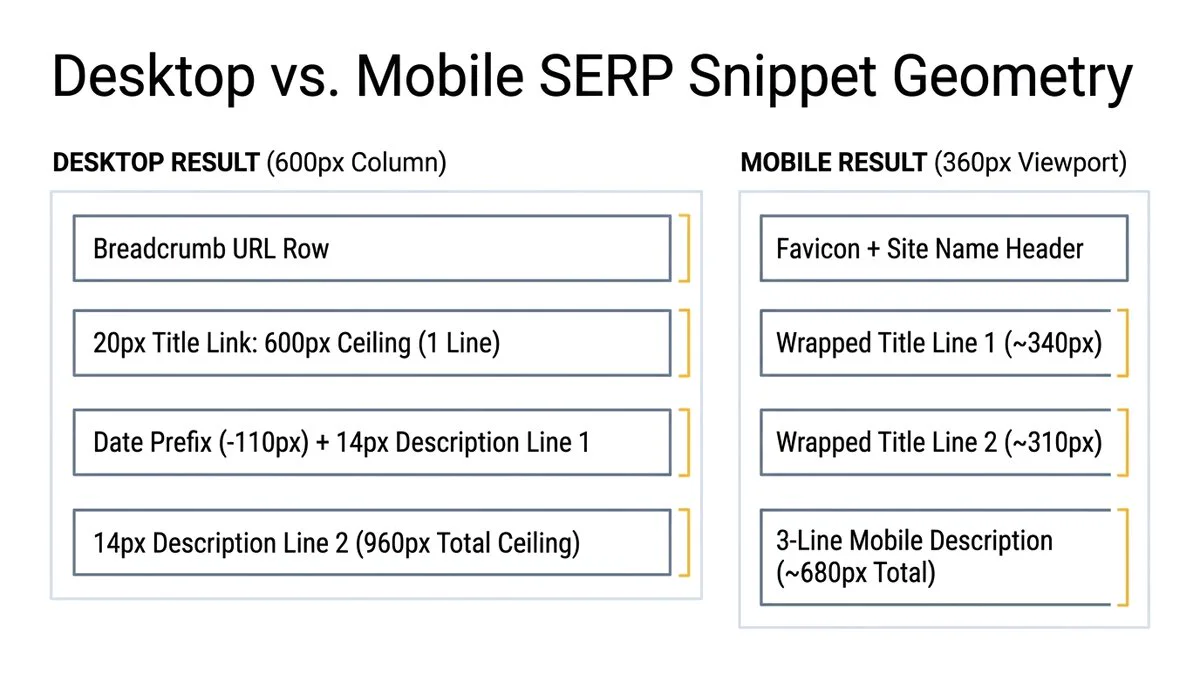 Desktop vs. Mobile SERP Snippet Geometry
DESKTOP RESULT (600px Column)
Breadcrumb URL Row
20px Title Link: 600px Ceiling (1 Line)
Date Prefix (-110px) + 14px Description Line 1
14px Description Line 2 (960px Total Ceiling)
MOBILE RESULT (360px Viewport)
Favicon + Site Name Header
Wrapped Title Line 1 (~340px)
Wrapped Title Line 2 (~310px)
3-Line Mobile Description
(~680px Total)